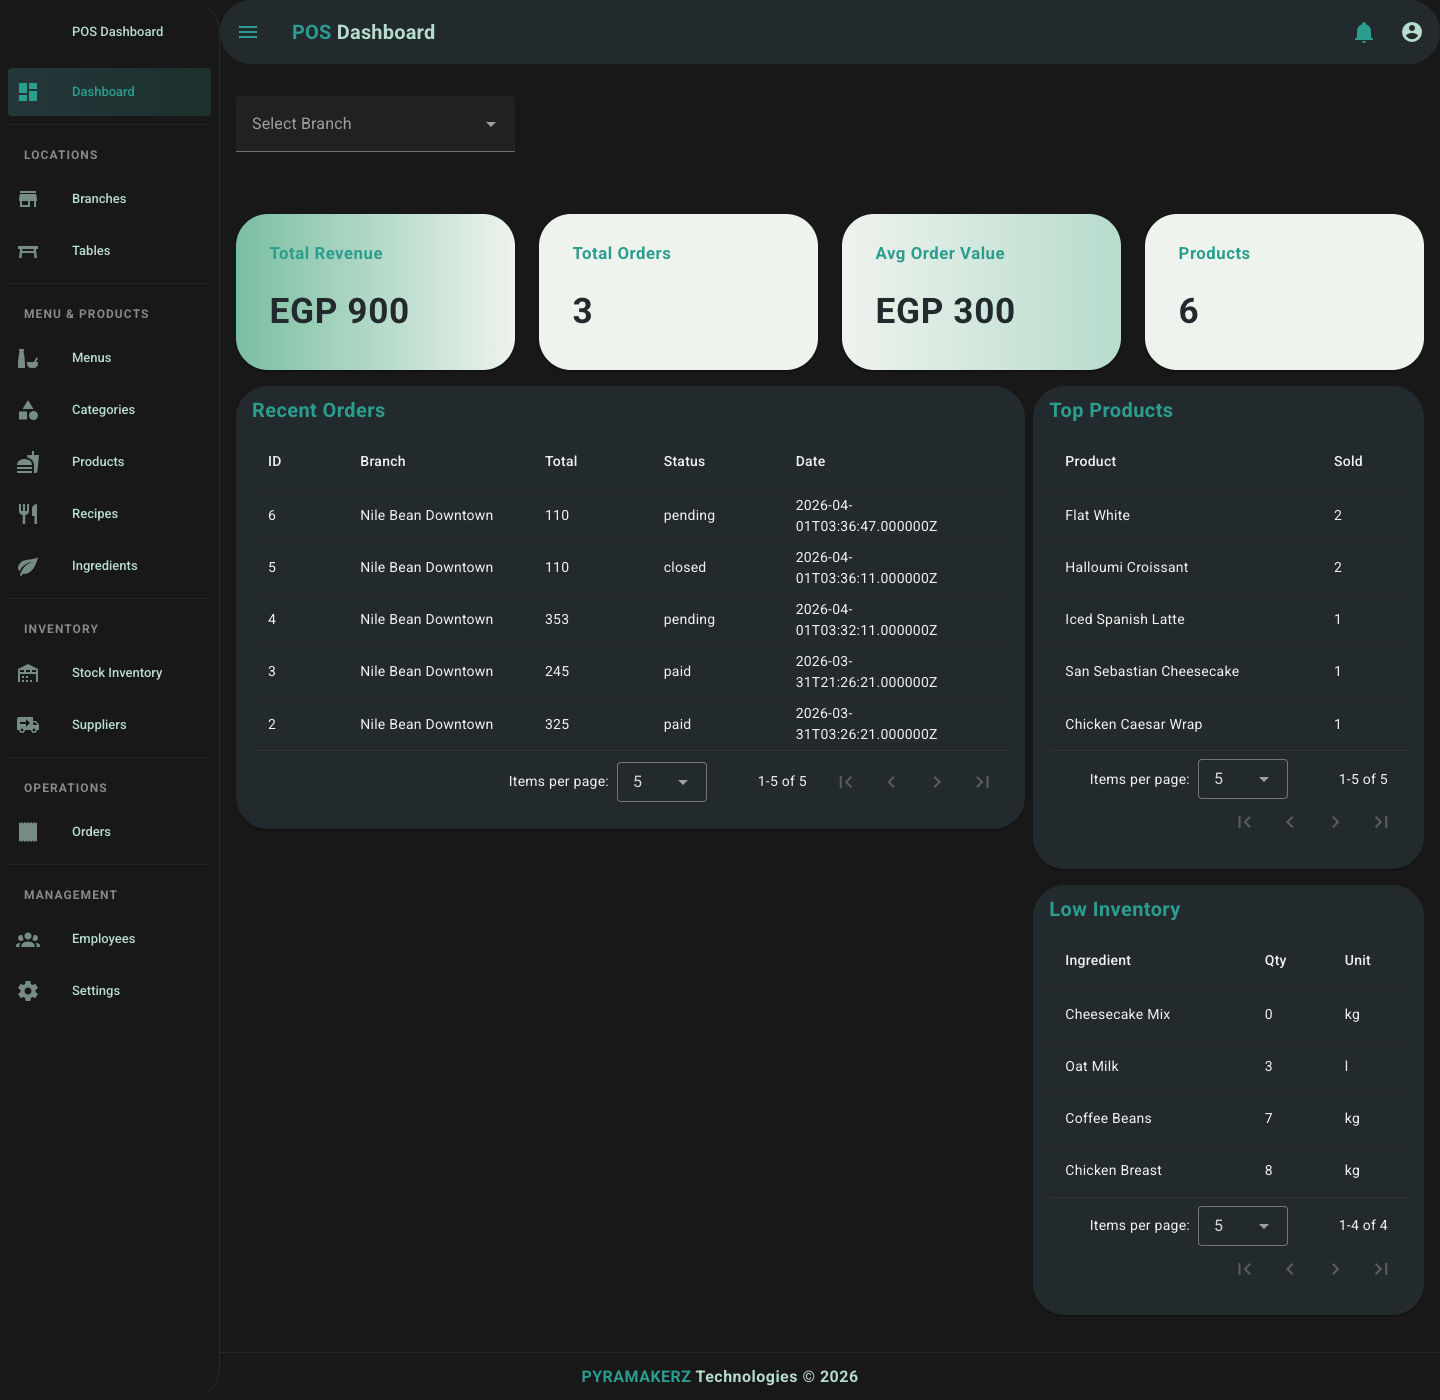 POS Dashboard
Dashboard
LOCATIONS
Branches
Tables
MENU & PRODUCTS
Menus
Categories
Products
Recipes
Ingredients
INVENTORY
Stock Inventory
Suppliers
OPERATIONS
Orders
MANAGEMENT
Employees
Settings
POS Dashboard
Select Branch
Total Revenue
EGP 900
Total Orders
3
Avg Order Value
EGP 300
Products
6
Recent Orders
ID Branch Total Status Date
6 Nile Bean Downtown 110 pending 2026-04-
01T03:36:47.000000Z
5 Nile Bean Downtown 110 closed 2026-04-
01T03:36:11.000000Z
4 Nile Bean Downtown 353 pending 2026-04-
01T03:32:11.000000Z
3 Nile Bean Downtown 245 paid 2026-03-
31T21:26:21.000000Z
2 Nile Bean Downtown 325 paid 2026-03-
31T03:26:21.000000Z
Items per page: 5 1-5 of 5
Top Products
Product Sold
Flat White 2
Halloumi Croissant 2
Iced Spanish Latte 1
San Sebastian Cheesecake 1
Chicken Caesar Wrap 1
Items per page: 5 1-5 of 5
Low Inventory
Ingredient Qty Unit
Cheesecake Mix 0 kg
Oat Milk 3 l
Coffee Beans 7 kg
Chicken Breast 8 kg
Items per page: 5 1-4 of 4
PYRAMAKERZ Technologies © 2026